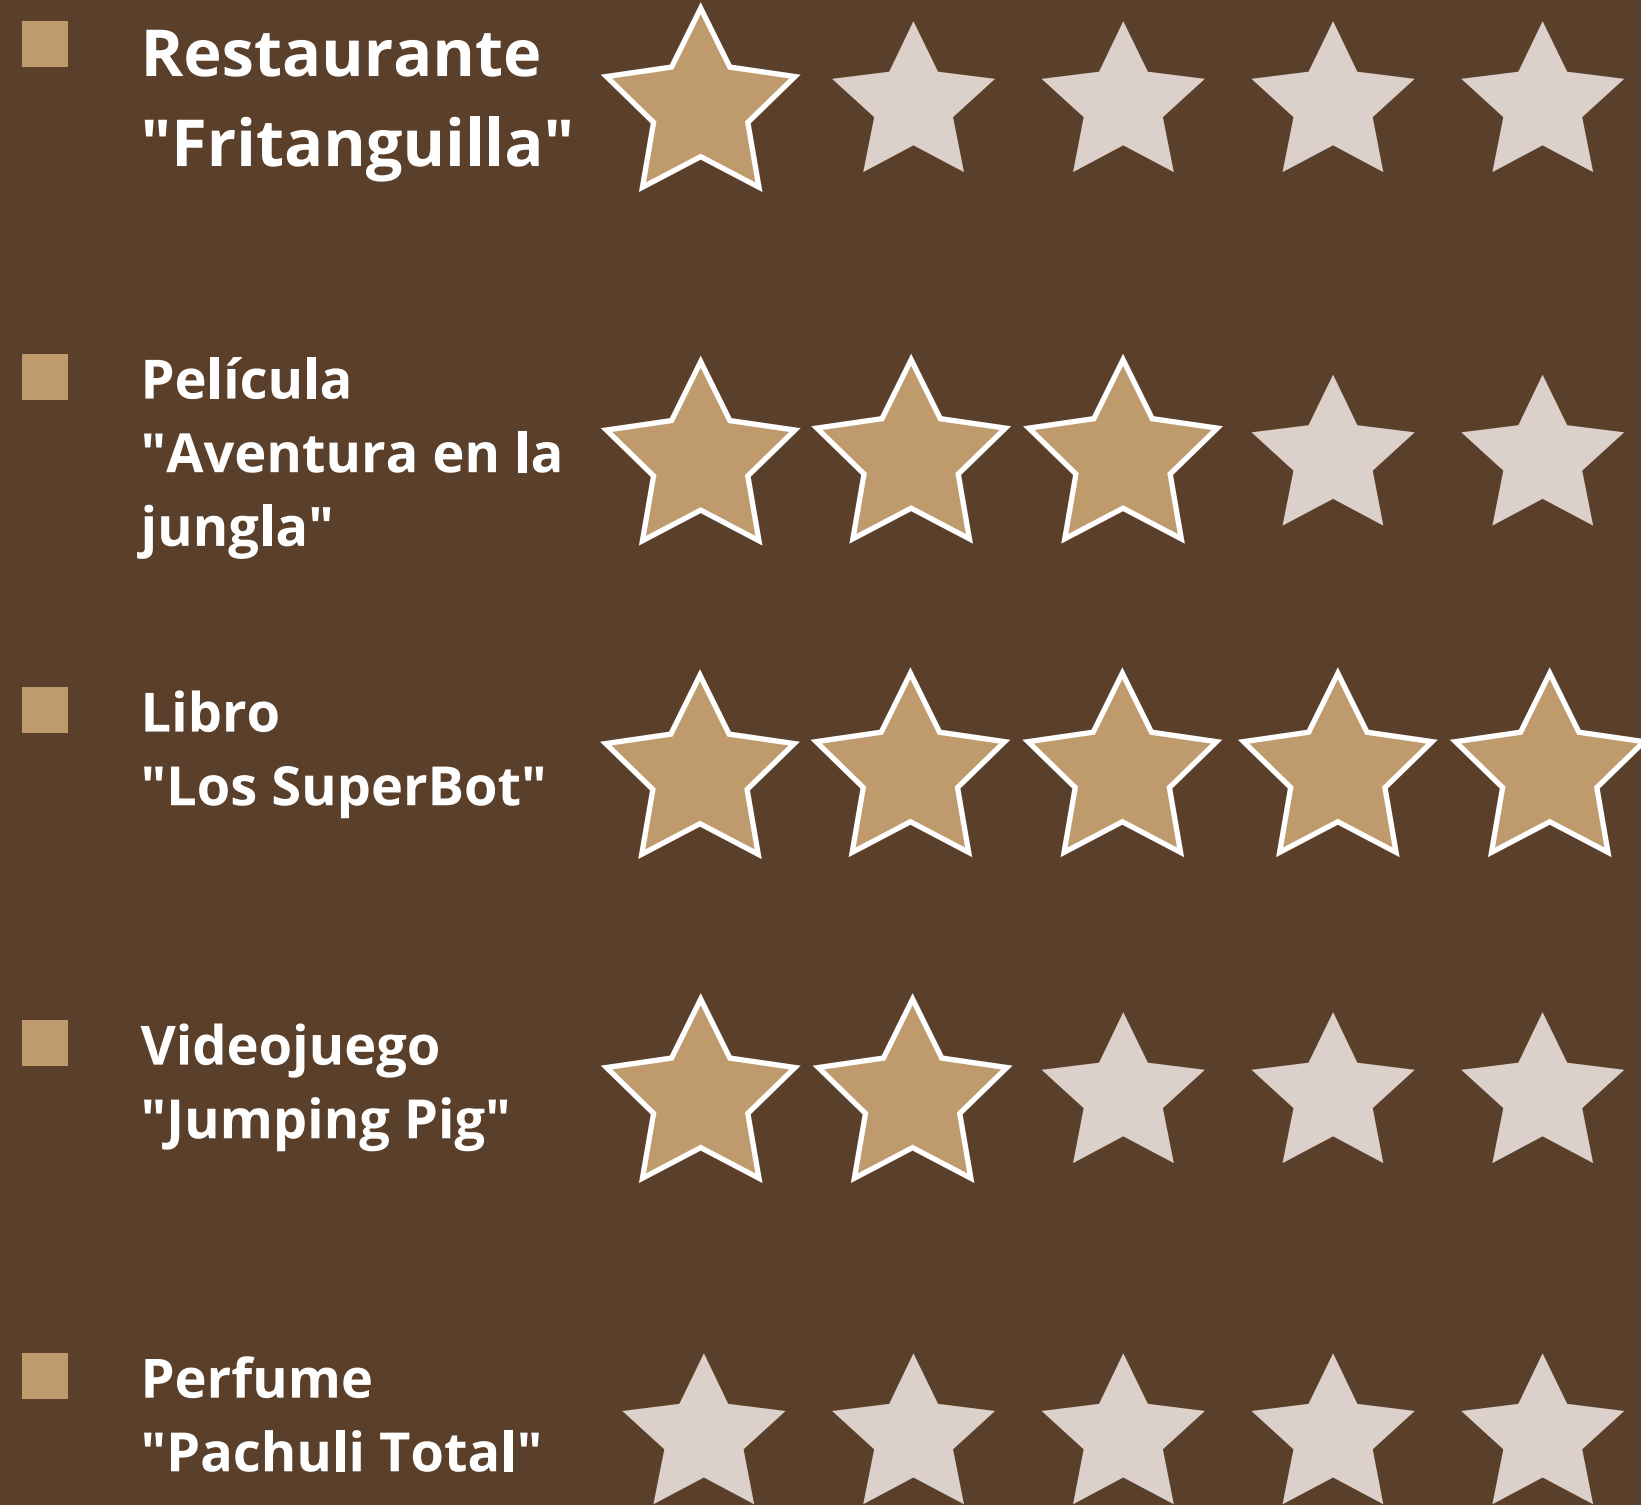 Restaurante
"Fritanguilla"
Película
"Aventura en la
jungla"
Libro
"Los SuperBot"
Videojuego
"Jumping Pig"
Perfume
"Pachuli Total"